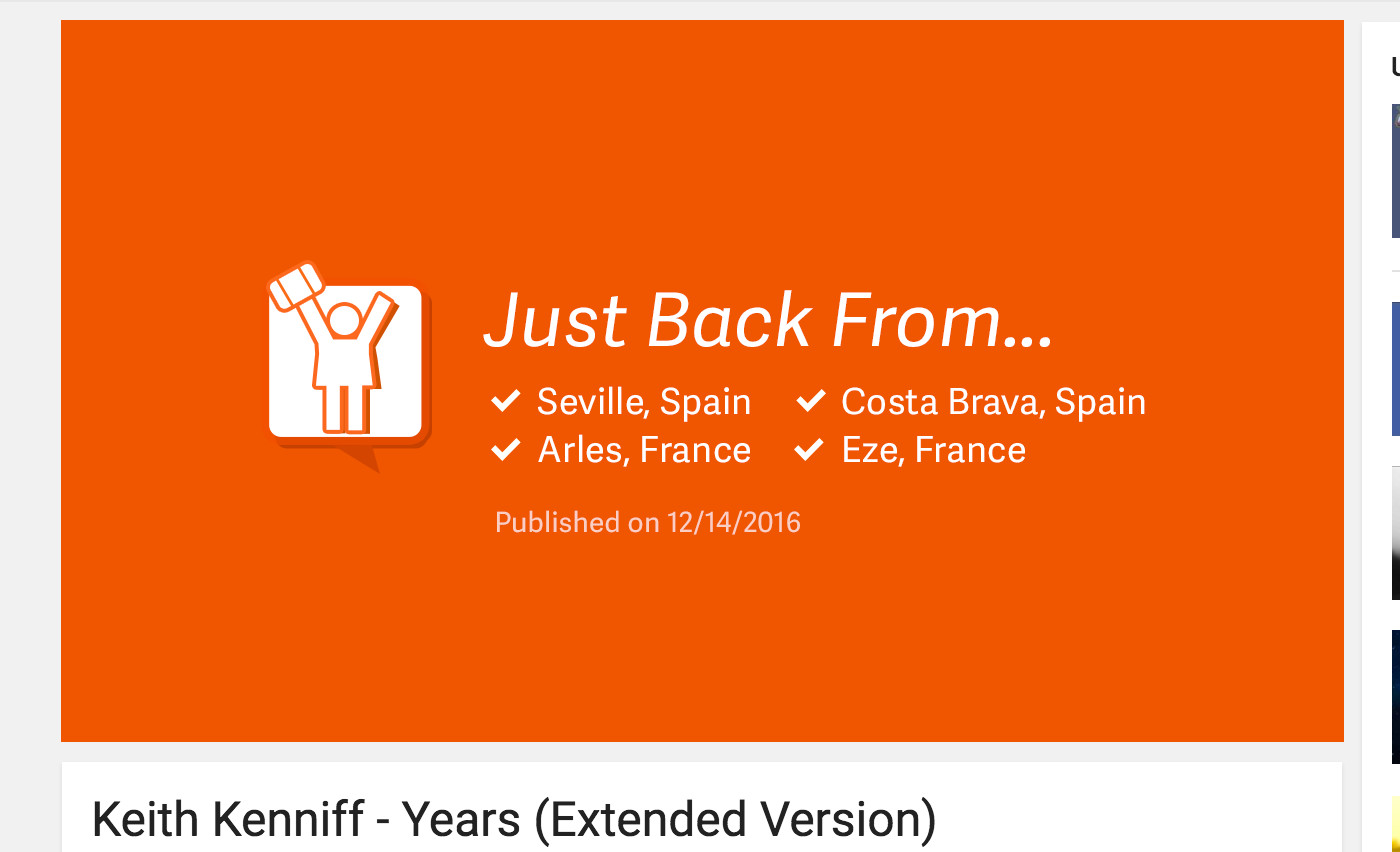 Just Back From...
✓ Seville, Spain ✓ Costa Brava, Spain
✓ Arles, France ✓ Eze, France
Published on 12/14/2016
Keith Kenniff - Years (Extended Version)